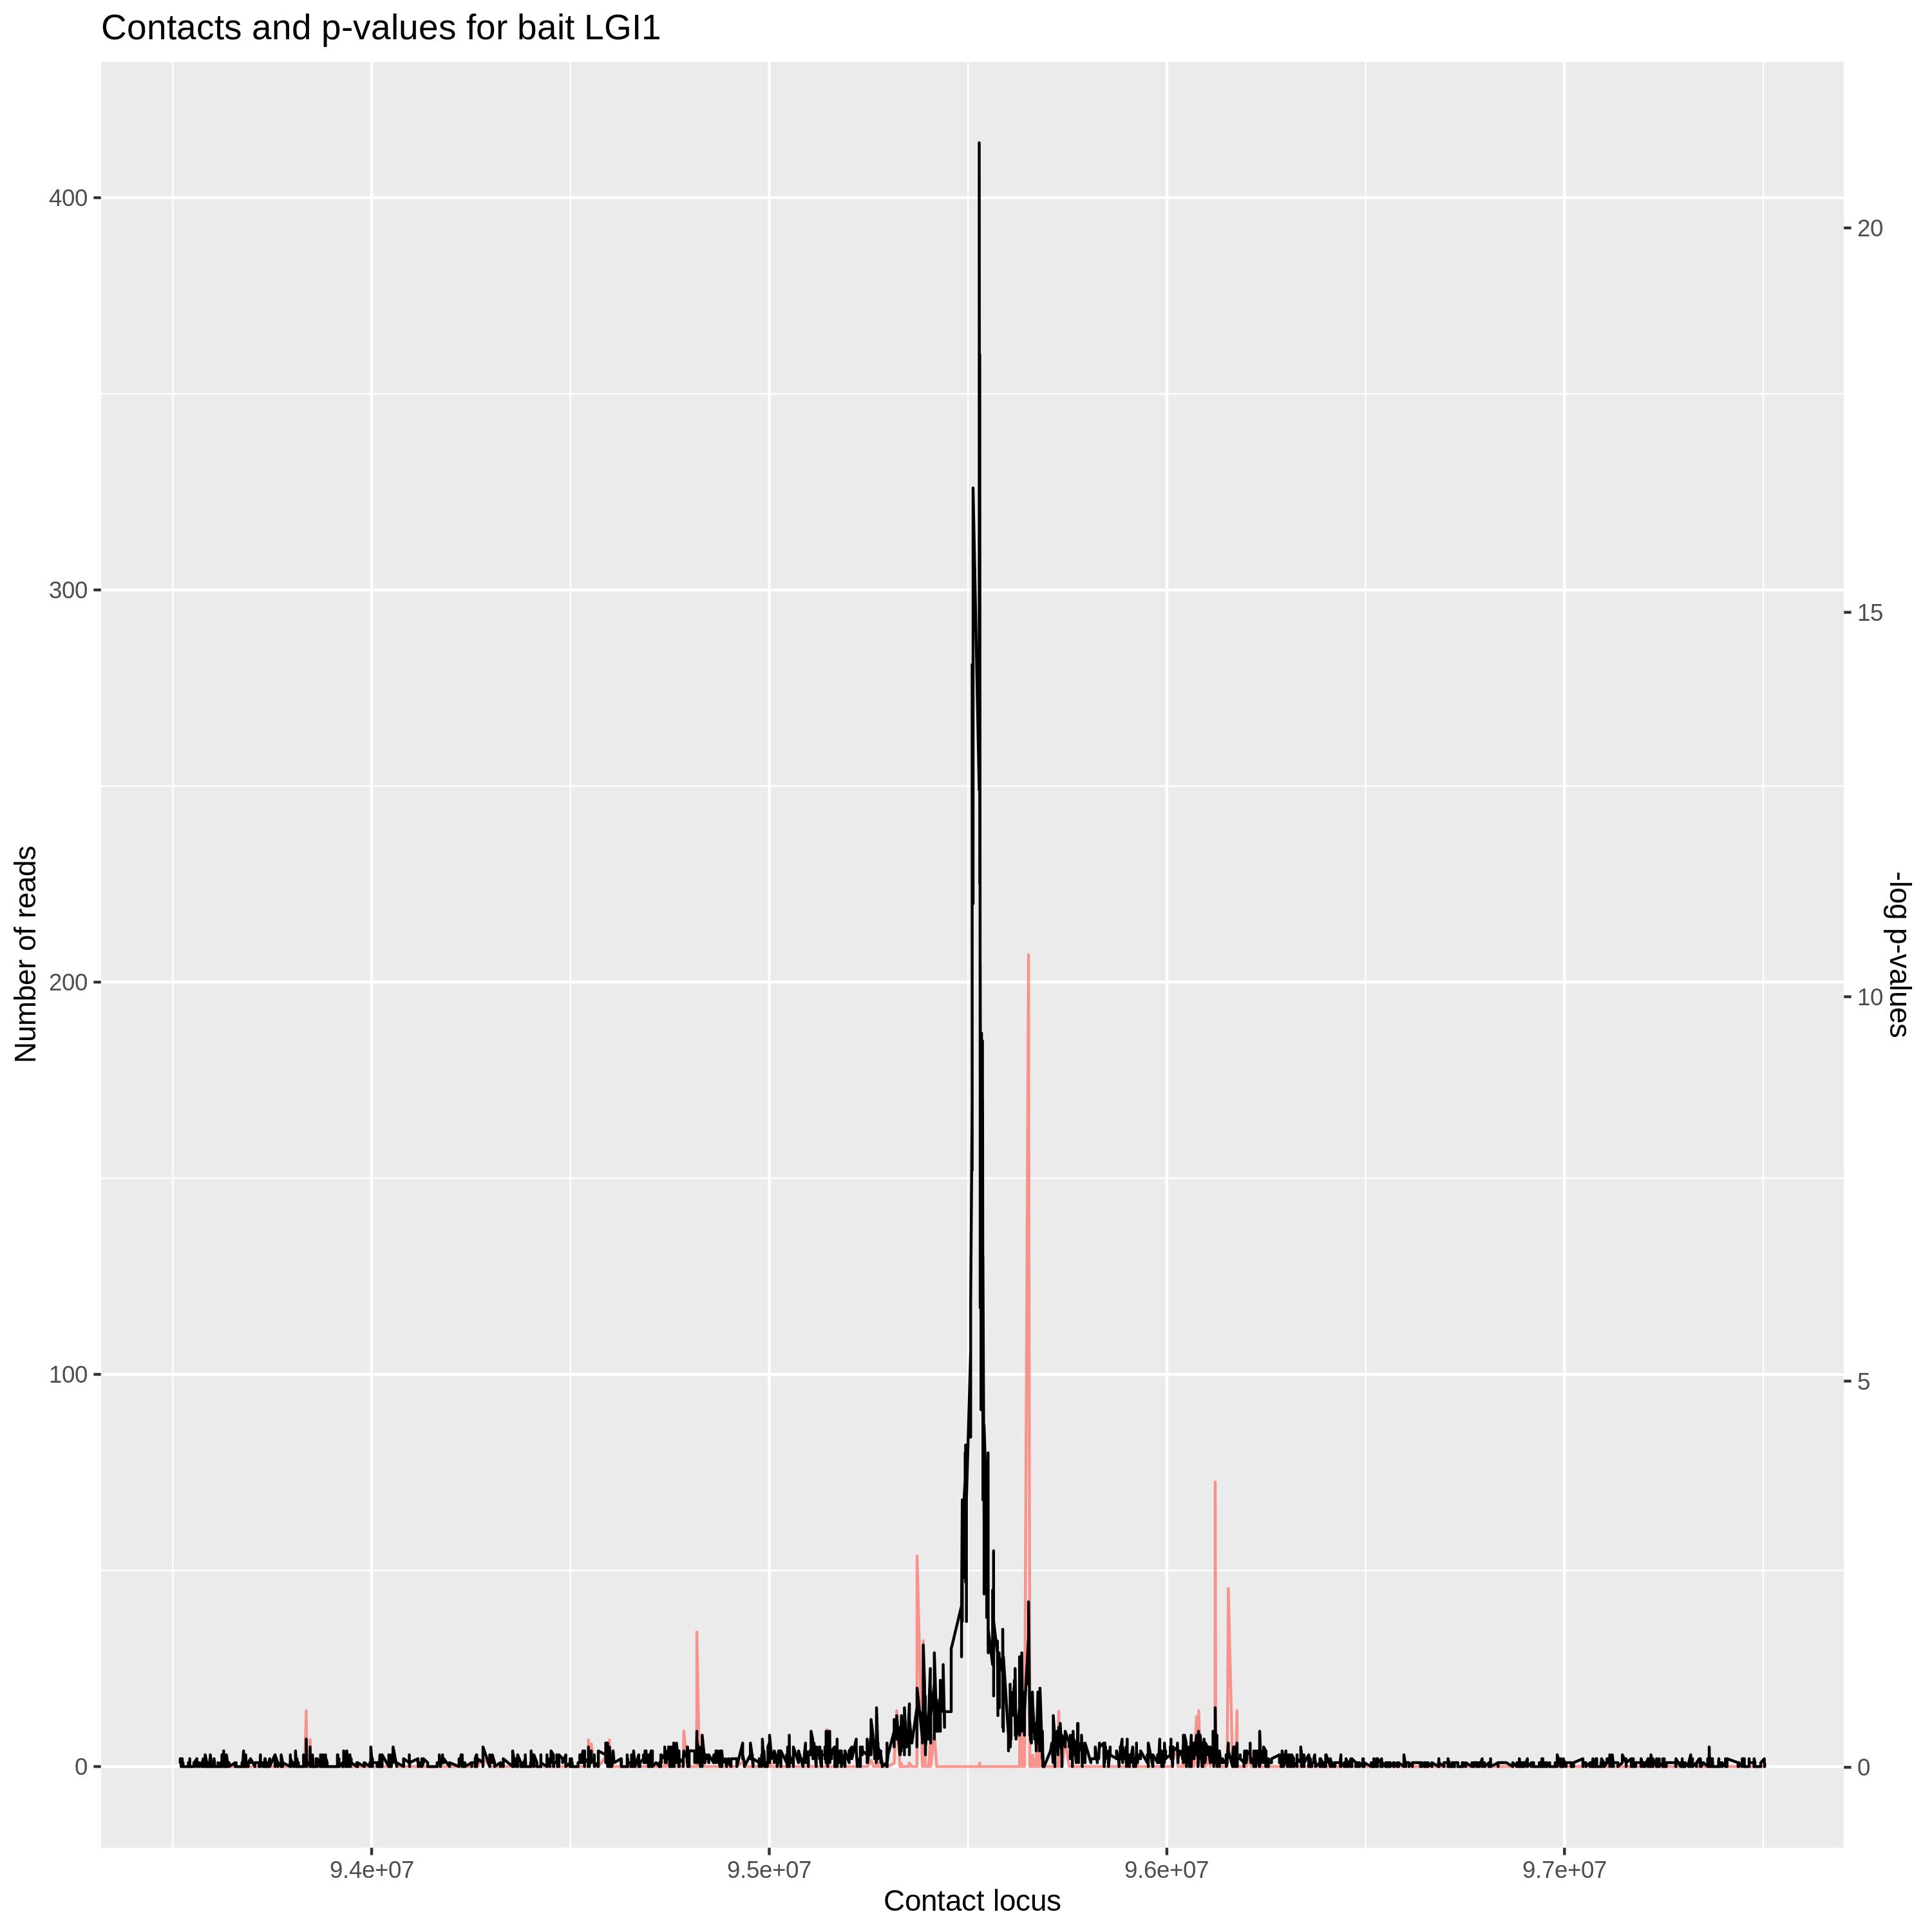 Contacts and p-values for bait LGI1
400
300
200
100
0
Number of reads
20
15
10
5
0
-log p-values
9.4e+07 9.5e+07 9.6e+07 9.7e+07
Contact locus